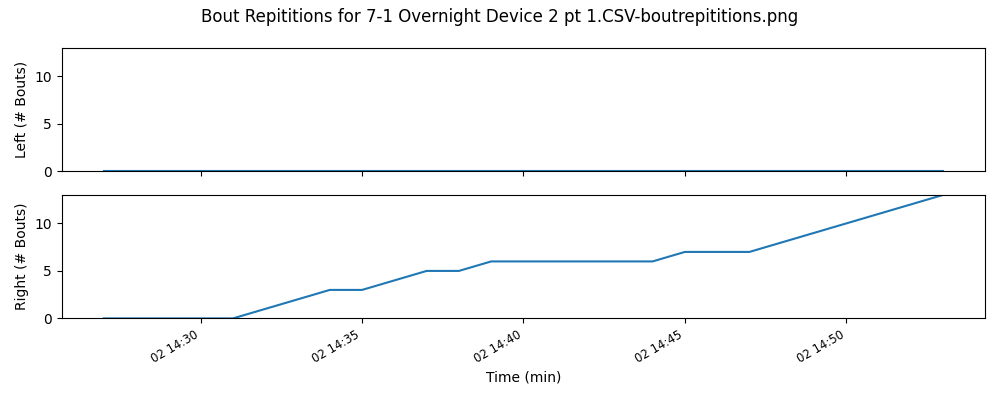 Bout Repititions for 7-1 Overnight Device 2 pt 1.CSV-boutrepititions.png
10
5
0
Left (# Bouts)
10
5
0
Right (# Bouts)
02 14:30
02 14:35
02 14:40
02 14:45
02 14:50
Time (min)